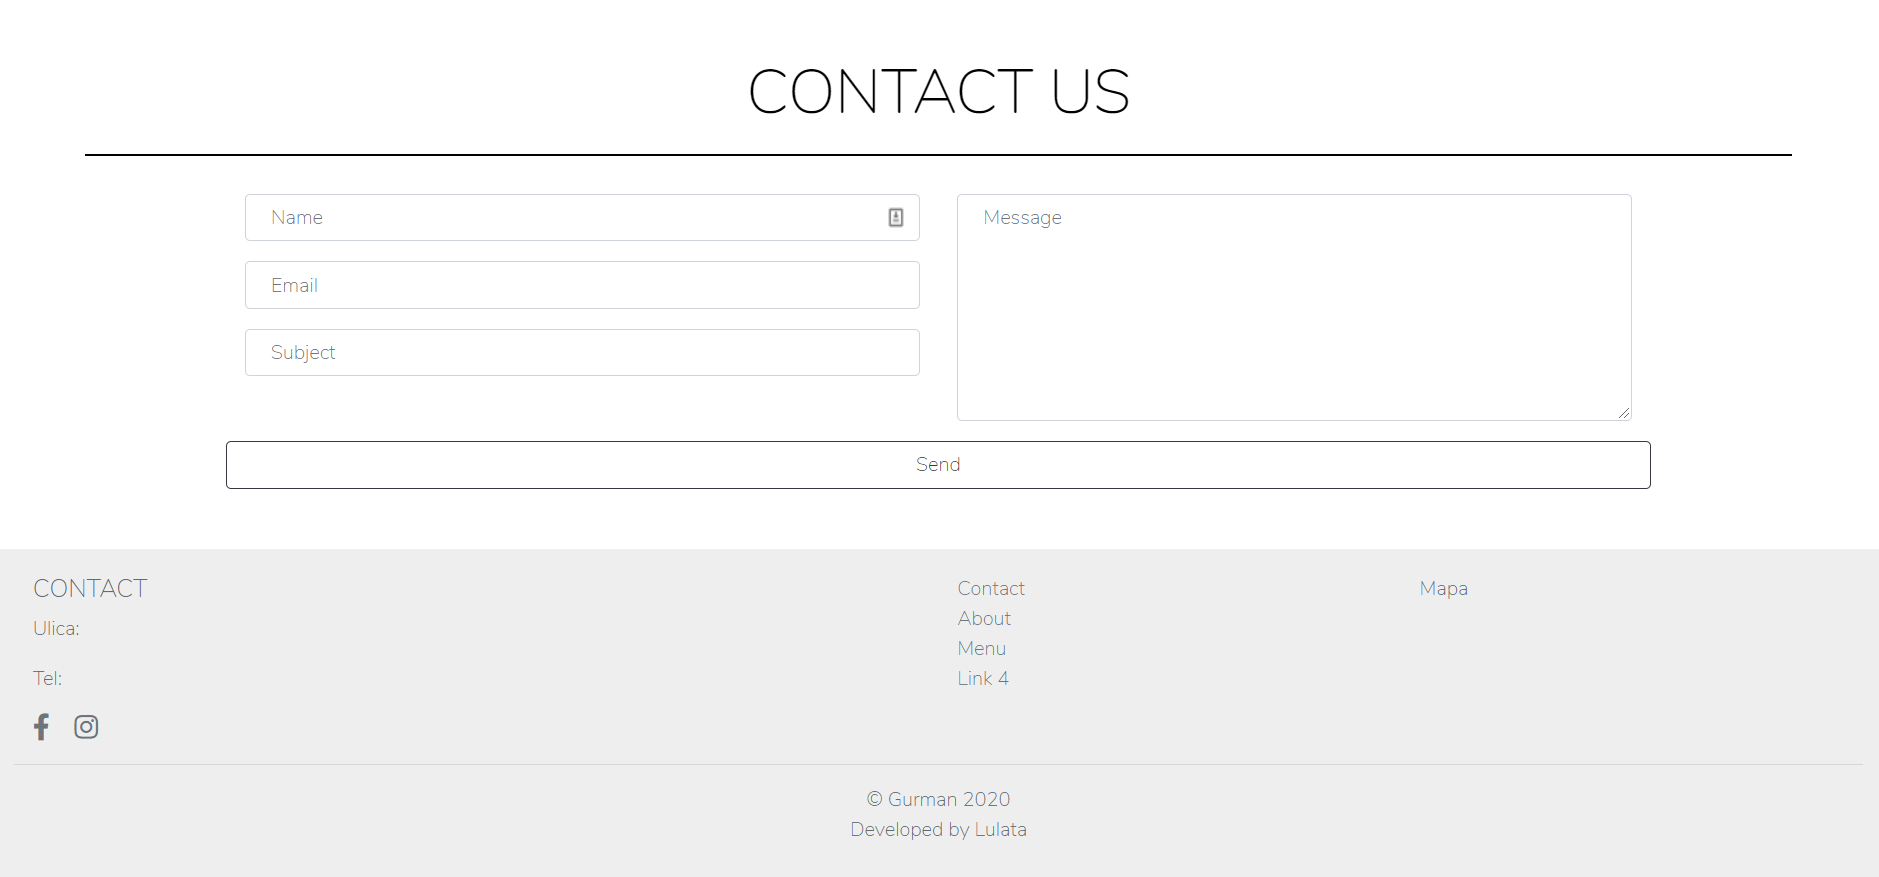 CONTACT US
Name
Email
Subject
Message
Send
CONTACT
Ulica:
Tel:
Contact
About
Menu
Link 4
Mapa
© Gurman 2020
Developed by Lulata